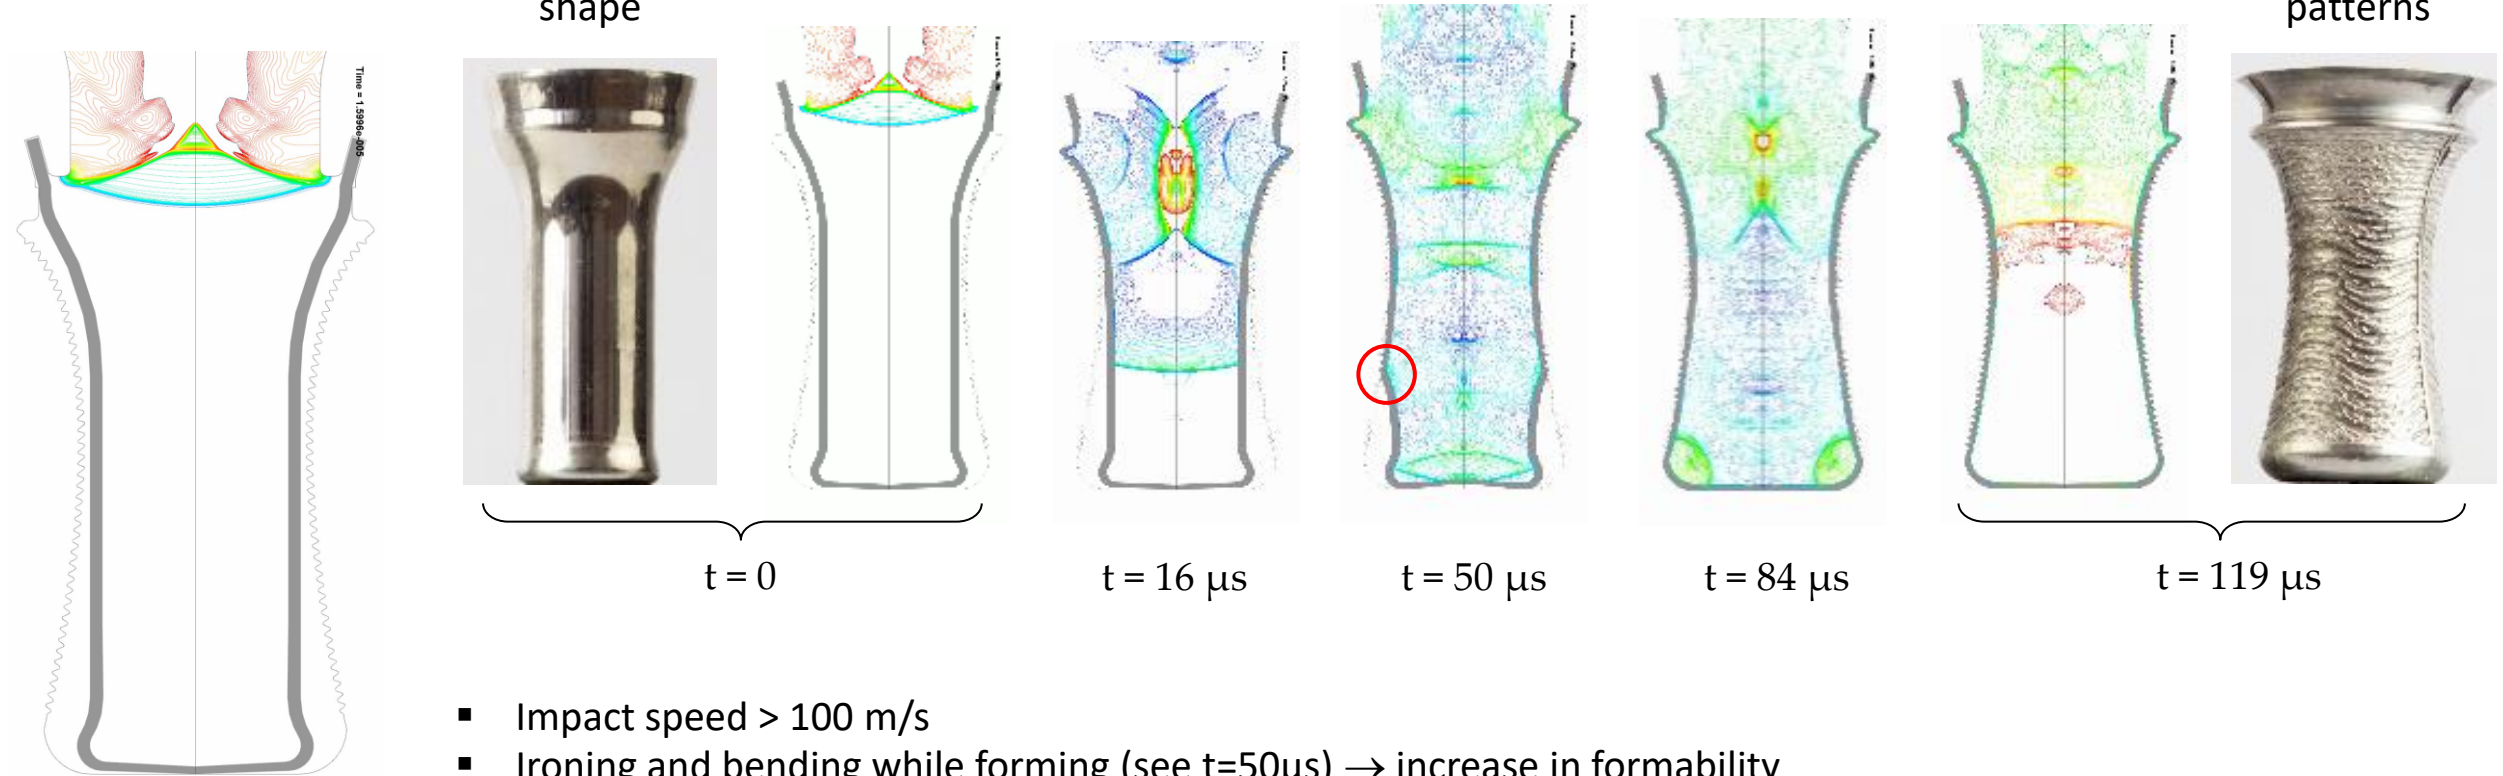 shape
patterns
Time = 1.5996e-005
t = 0
t = 16 µs
t = 50 µs
t = 84 µs
t = 119 µs
▪ Impact speed > 100 m/s
▪ Ironing and bending while forming (see t=50µs) → increase in formability